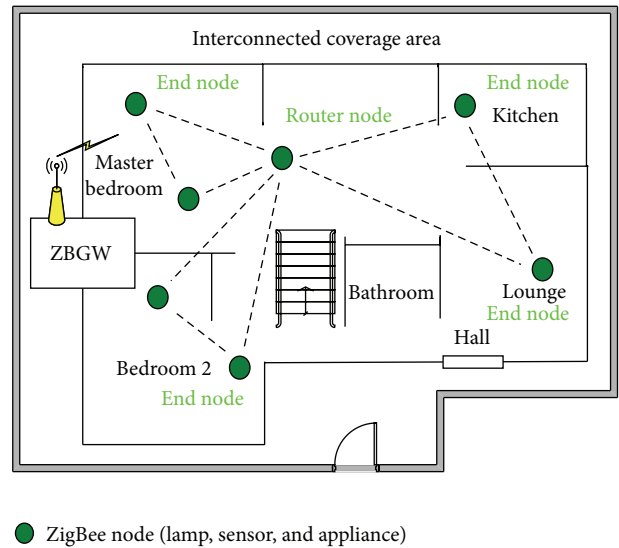 Interconnected coverage area
End node
End node
Router node
Kitchen
Master
bedroom
ZBGW
Bathroom
Lounge
End node
Hall
Bedroom 2
End node
ZigBee node (lamp, sensor, and appliance)